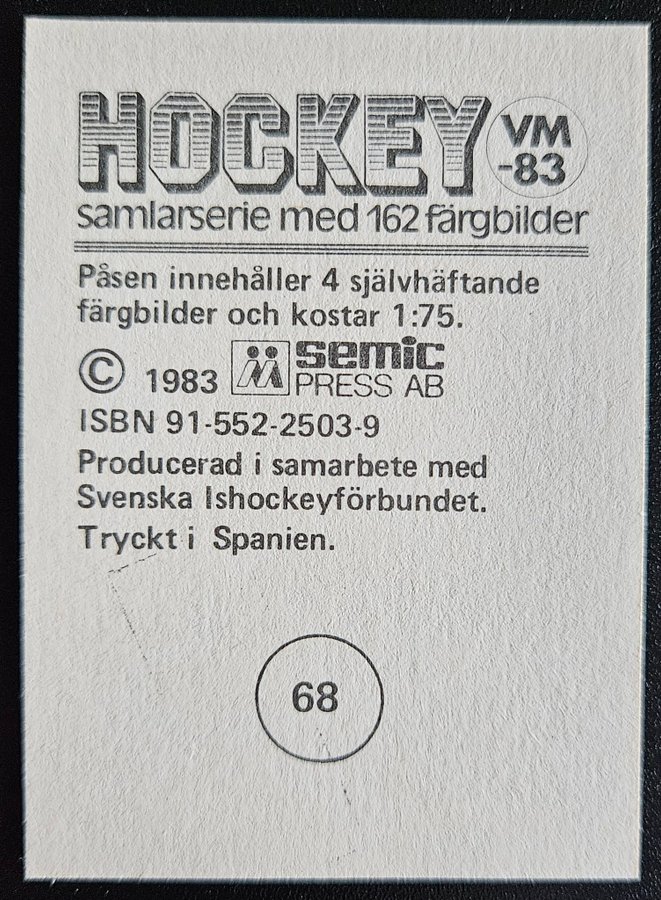 HOCKEY VM
-83
samlarserie med 162 färgbilder
Påsen innehåller 4 självhäftande
färgbilder och kostar 1:75.
© 1983 semic
PRESS AB
ISBN 91-552-2503-9
Producerad i samarbete med
Svenska Ishockeyförbundet.
Tryckt i Spanien.
68